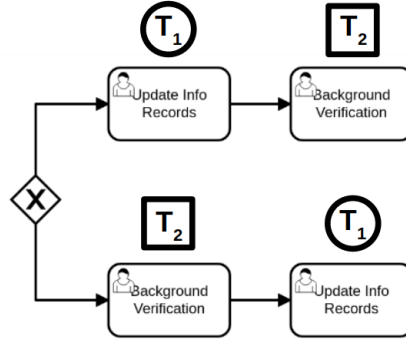 T1
T2
Update Info
Records
Background
Verification
X
T2
T1
Background
Verification
Update Info
Records